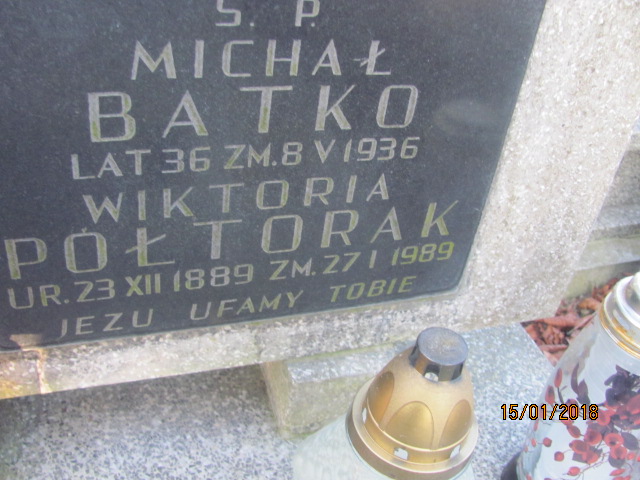 Ś. P.
MICHAŁ
BATKO
LAT 36 ZM. 8 V 1936
WIKTORIA
PÓŁTORAK
UR. 23 XII 1889 ZM. 27 I 1989
JEZU UFAMY TOBIE
15/01/2018